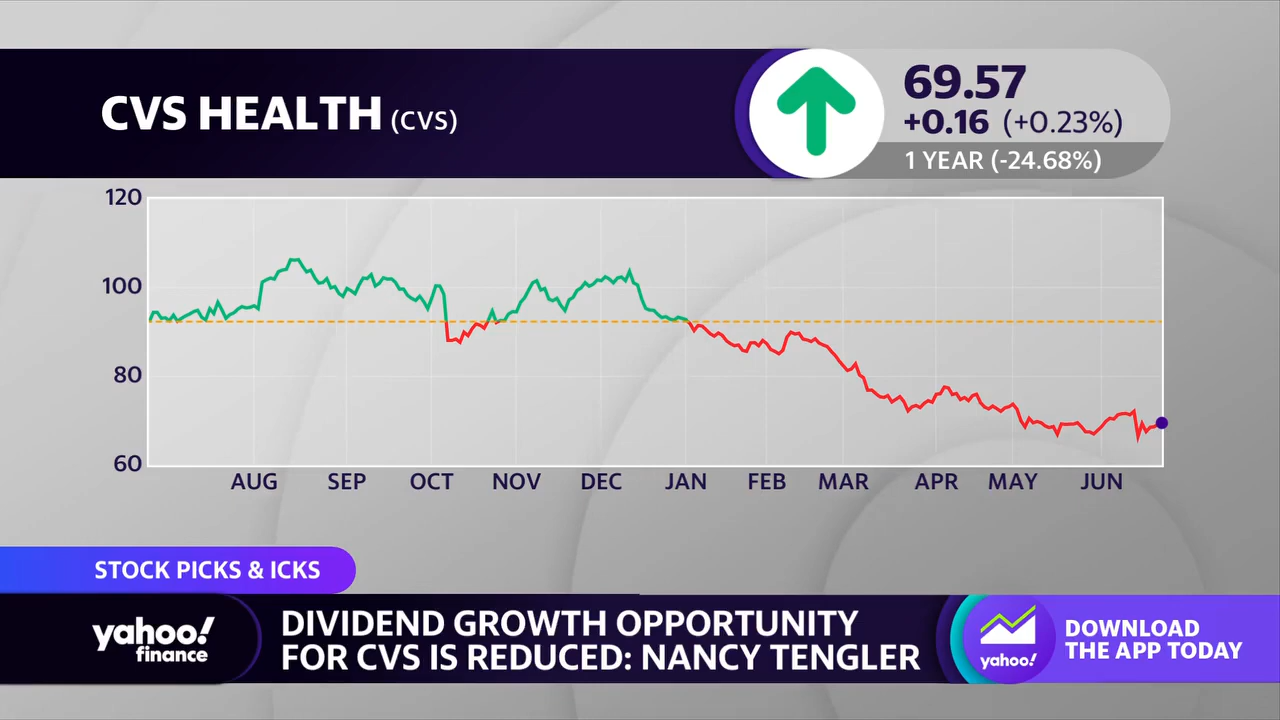 CVS HEALTH (CVS)
69.57
+0.16 (+0.23%)
1 YEAR (-24.68%)
120
100
80
60
AUG SEP OCT NOV DEC JAN FEB MAR APR MAY JUN
STOCK PICKS & ICKS
yahoo!
finance
DIVIDEND GROWTH OPPORTUNITY
FOR CVS IS REDUCED: NANCY TENGLER
yahoo!
DOWNLOAD
THE APP TODAY